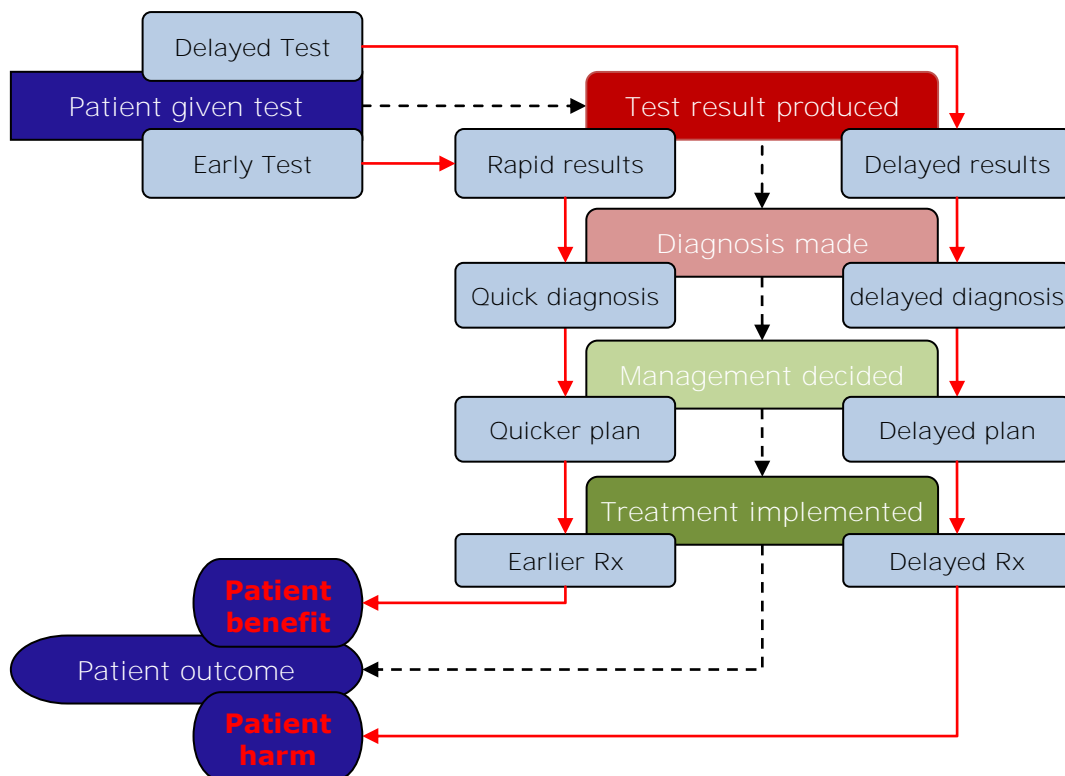 Delayed Test
Patient given test
Test result produced
Early Test
Rapid results
Delayed results
Diagnosis made
Quick diagnosis
delayed diagnosis
Management decided
Quicker plan
Delayed plan
Treatment implemented
Earlier Rx
Delayed Rx
Patient
benefit
Patient outcome
Patient
harm